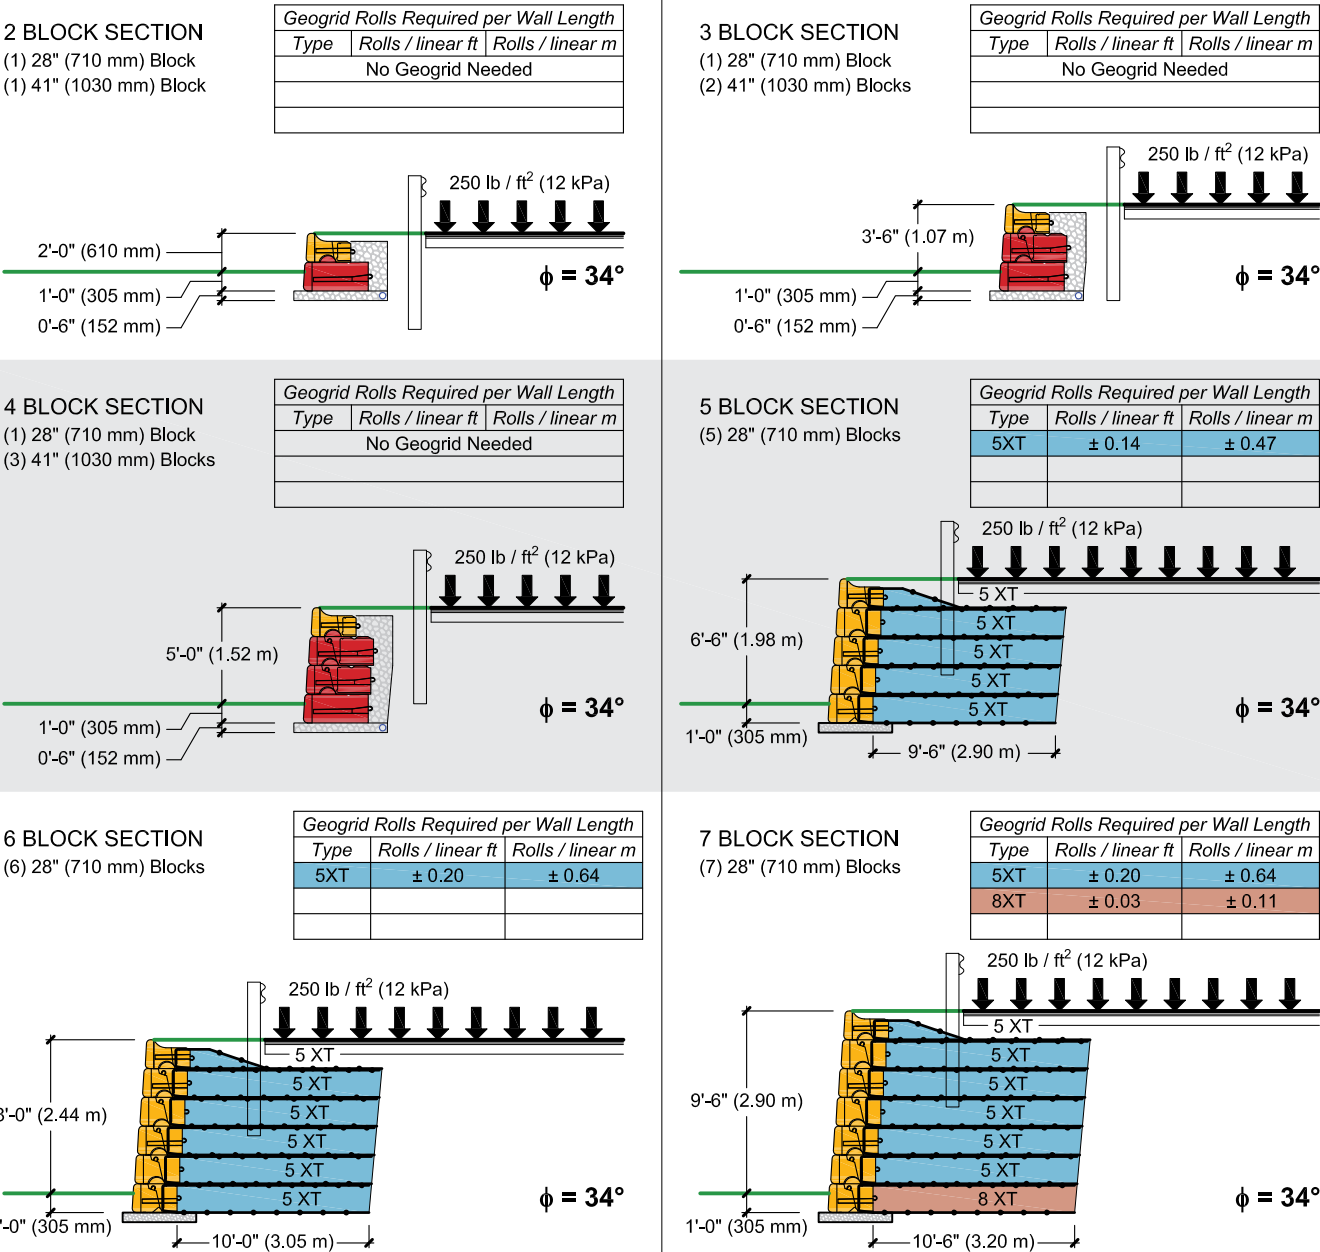 2 BLOCK SECTION
(1) 28" (710 mm) Block
(1) 41" (1030 mm) Block
Geogrid Rolls Required per Wall Length
Type Rolls / linear ft Rolls / linear m
No Geogrid Needed
250 lb / ft² (12 kPa)
2'-0" (610 mm)
1'-0" (305 mm)
0'-6" (152 mm)
ϕ = 34°
3 BLOCK SECTION
(1) 28" (710 mm) Block
(2) 41" (1030 mm) Blocks
Geogrid Rolls Required per Wall Length
Type Rolls / linear ft Rolls / linear m
No Geogrid Needed
250 lb / ft² (12 kPa)
3'-6" (1.07 m)
1'-0" (305 mm)
0'-6" (152 mm)
ϕ = 34°
4 BLOCK SECTION
(1) 28" (710 mm) Block
(3) 41" (1030 mm) Blocks
Geogrid Rolls Required per Wall Length
Type Rolls / linear ft Rolls / linear m
No Geogrid Needed
250 lb / ft² (12 kPa)
5'-0" (1.52 m)
1'-0" (305 mm)
0'-6" (152 mm)
ϕ = 34°
5 BLOCK SECTION
(5) 28" (710 mm) Blocks
Geogrid Rolls Required per Wall Length
Type Rolls / linear ft Rolls / linear m
5XT ± 0.14 ± 0.47
250 lb / ft² (12 kPa)
5 XT
5 XT
5 XT
5 XT
5 XT
6'-6" (1.98 m)
1'-0" (305 mm)
9'-6" (2.90 m)
ϕ = 34°
6 BLOCK SECTION
(6) 28" (710 mm) Blocks
Geogrid Rolls Required per Wall Length
Type Rolls / linear ft Rolls / linear m
5XT ± 0.20 ± 0.64
250 lb / ft² (12 kPa)
5 XT
5 XT
5 XT
5 XT
5 XT
5 XT
'-0" (2.44 m)
'-0" (305 mm)
10'-0" (3.05 m)
ϕ = 34°
7 BLOCK SECTION
(7) 28" (710 mm) Blocks
Geogrid Rolls Required per Wall Length
Type Rolls / linear ft Rolls / linear m
5XT ± 0.20 ± 0.64
8XT ± 0.03 ± 0.11
250 lb / ft² (12 kPa)
5 XT
5 XT
5 XT
5 XT
5 XT
5 XT
8 XT
9'-6" (2.90 m)
1'-0" (305 mm)
10'-6" (3.20 m)
ϕ = 34°